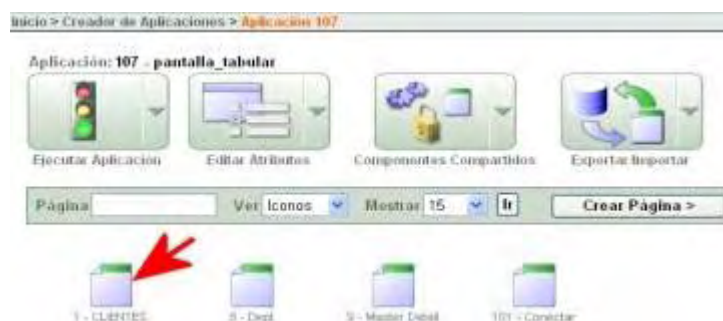 Inicio > Creador de Aplicaciones > Aplicación 107
Aplicación: 107 - pantalla_tabular
Ejecutar Aplicación Editar Atributos Componentes Compartidos Exportar/Importar
Página Ver Iconos Mostrar 15 Ir Crear Página >
1 - CLIENTES 8 - Dept 9 - Master Detail 101 - Conectar